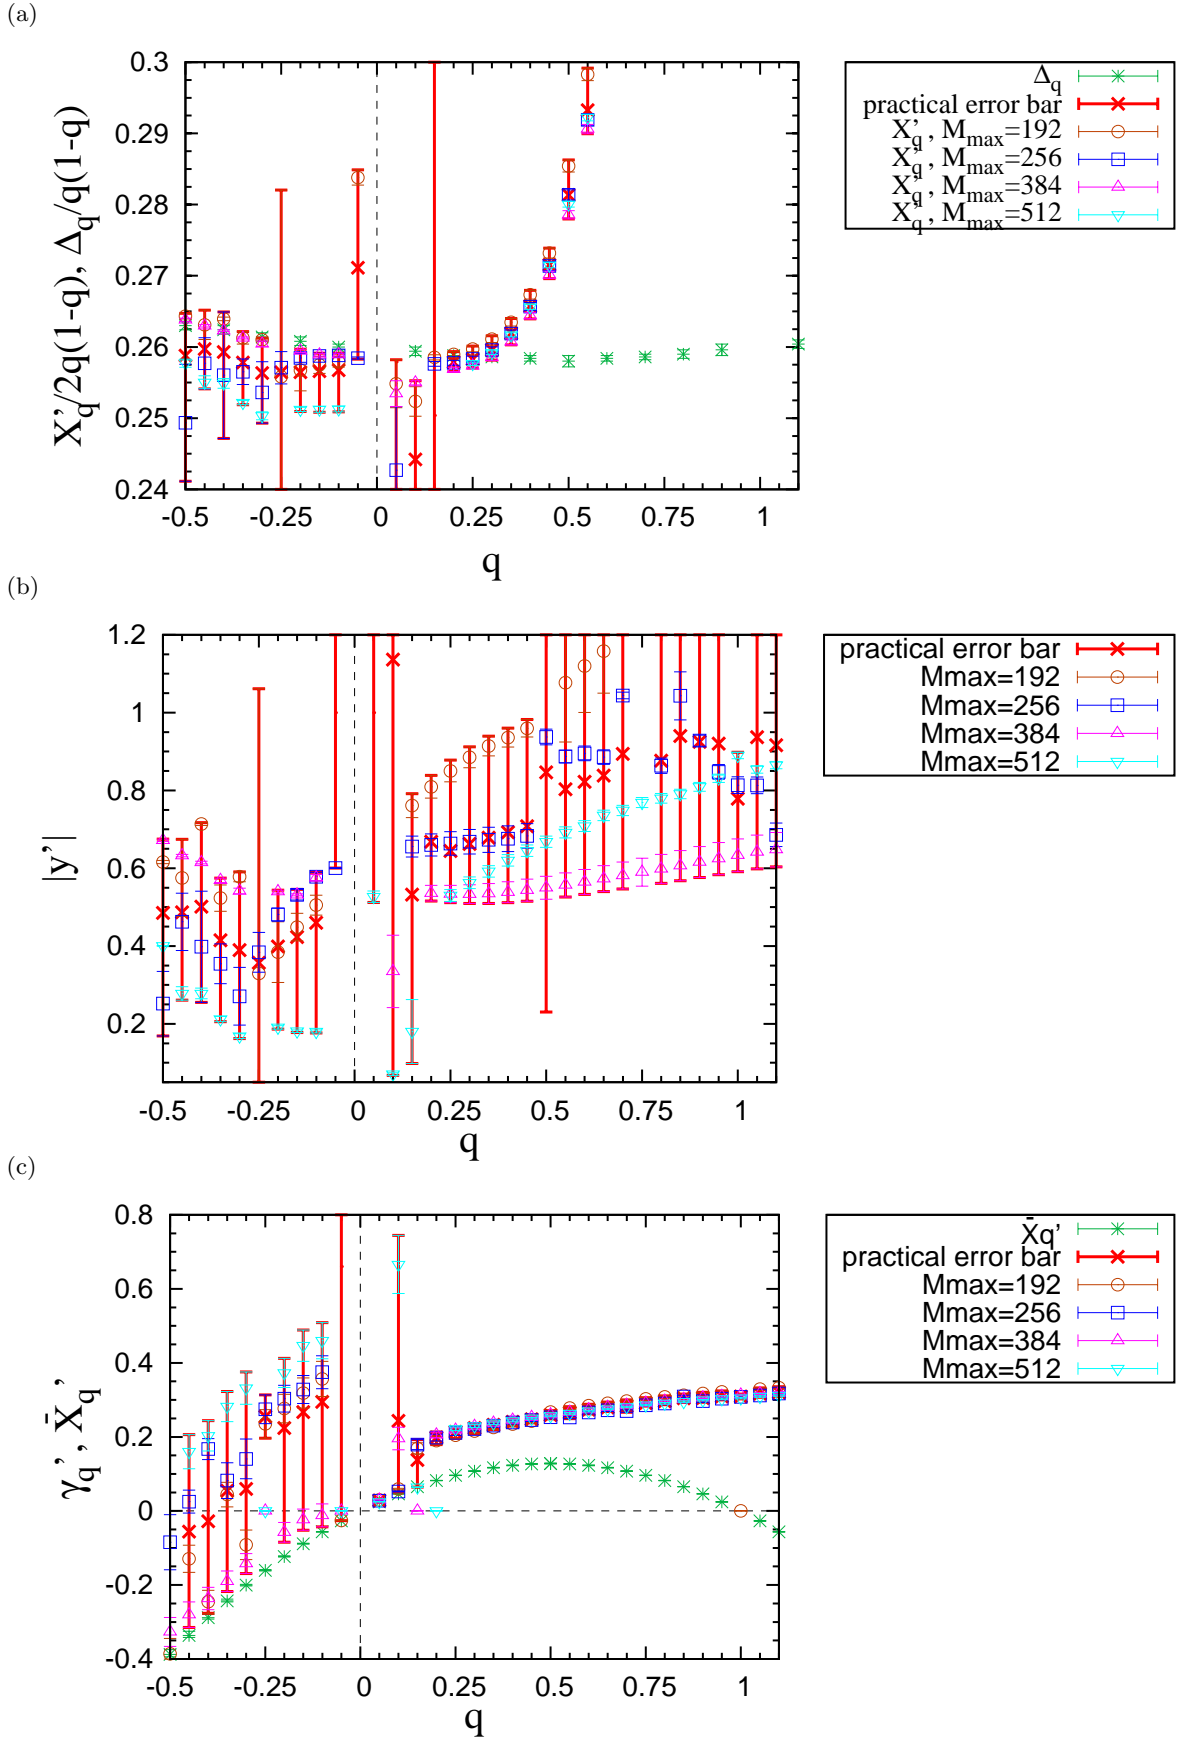 (a)
X'q/2q(1-q), Δq/q(1-q)
0.3
0.29
0.28
0.27
0.26
0.25
0.24
-0.5 -0.25 0 0.25 0.5 0.75 1
q
Δq
practical error bar
X'q, Mmax=192
X'q, Mmax=256
X'q, Mmax=384
X'q, Mmax=512
(b)
|y'|
1.2
1
0.8
0.6
0.4
0.2
-0.5 -0.25 0 0.25 0.5 0.75 1
q
practical error bar
Mmax=192
Mmax=256
Mmax=384
Mmax=512
(c)
γq', X̄q'
0.8
0.6
0.4
0.2
0
-0.2
-0.4
-0.5 -0.25 0 0.25 0.5 0.75 1
q
X̄q'
practical error bar
Mmax=192
Mmax=256
Mmax=384
Mmax=512